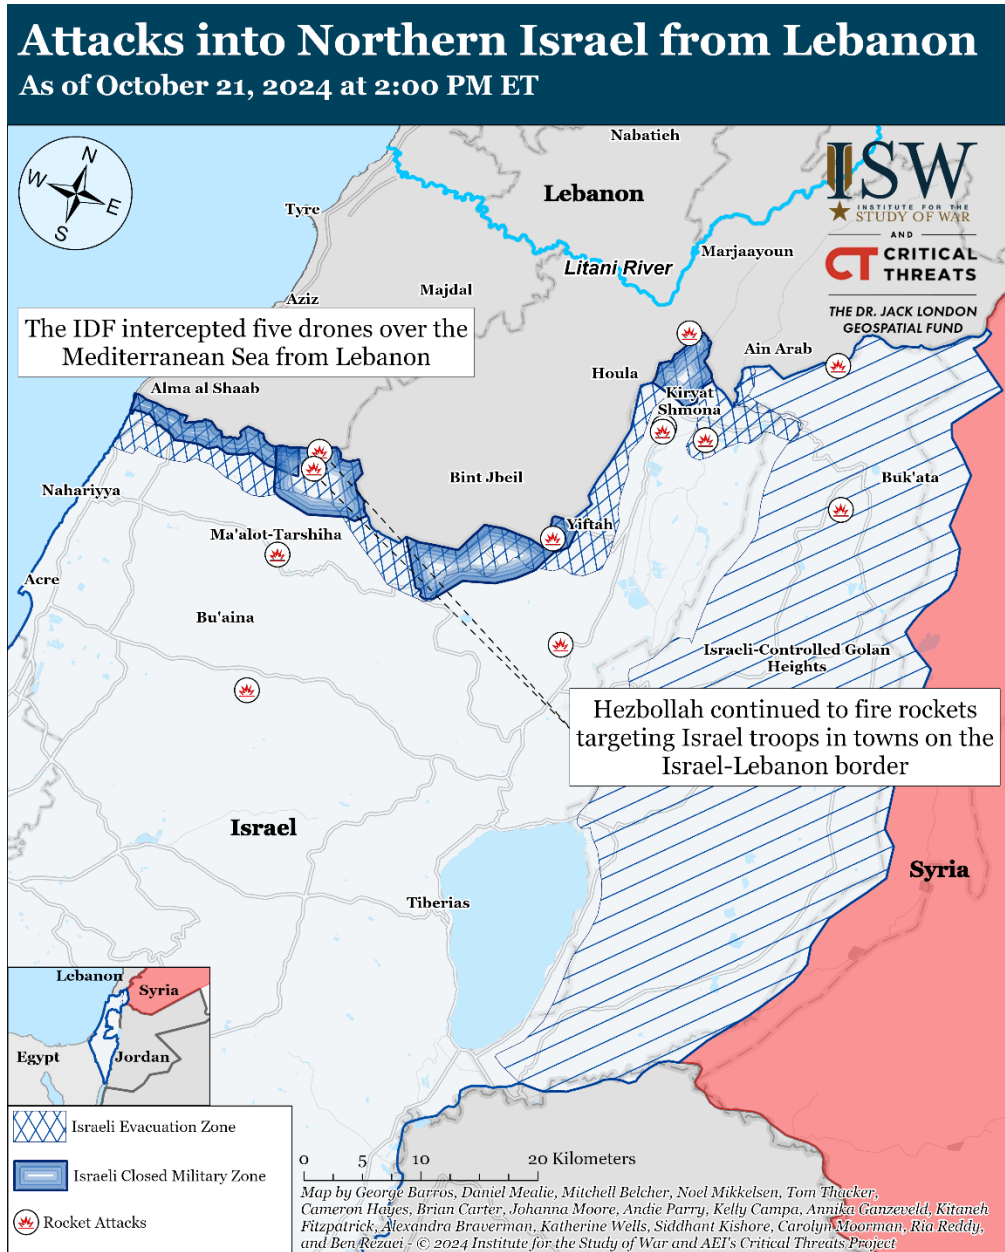 Attacks into Northern Israel from Lebanon
As of October 21, 2024 at 2:00 PM ET
N
W
E
S
Nabatieh
Lebanon
ISW
INSTITUTE FOR THE
STUDY OF WAR
AND
CT CRITICAL
THREATS
THE DR. JACK LONDON
GEOSPATIAL FUND
Tyre
Marjaayoun
Litani River
Majdal
Aziz
The IDF intercepted five drones over the
Mediterranean Sea from Lebanon
Ain Arab
Houla
Alma al Shaab
Kiryat
Shmona
Bint Jbeil
Buk'ata
Nahariyya
Yiftah
Ma'alot-Tarshiha
Acre
Bu'aina
Israeli-Controlled Golan
Heights
Hezbollah continued to fire rockets
targeting Israel troops in towns on the
Israel-Lebanon border
Israel
Syria
Tiberias
Lebanon
Syria
Egypt
Jordan
Israeli Evacuation Zone
Israeli Closed Military Zone
Rocket Attacks
0 5 10 20 Kilometers
Map by George Barros, Daniel Mealie, Mitchell Belcher, Noel Mikkelsen, Tom Thacker,
Cameron Hayes, Brian Carter, Johanna Moore, Andie Parry, Kelly Campa, Annika Ganzeveld, Kitaneh
Fitzpatrick, Alexandra Braverman, Katherine Wells, Siddhant Kishore, Carolyn Moorman, Ria Reddy,
and Ben Rezaei - © 2024 Institute for the Study of War and AEI's Critical Threats Project